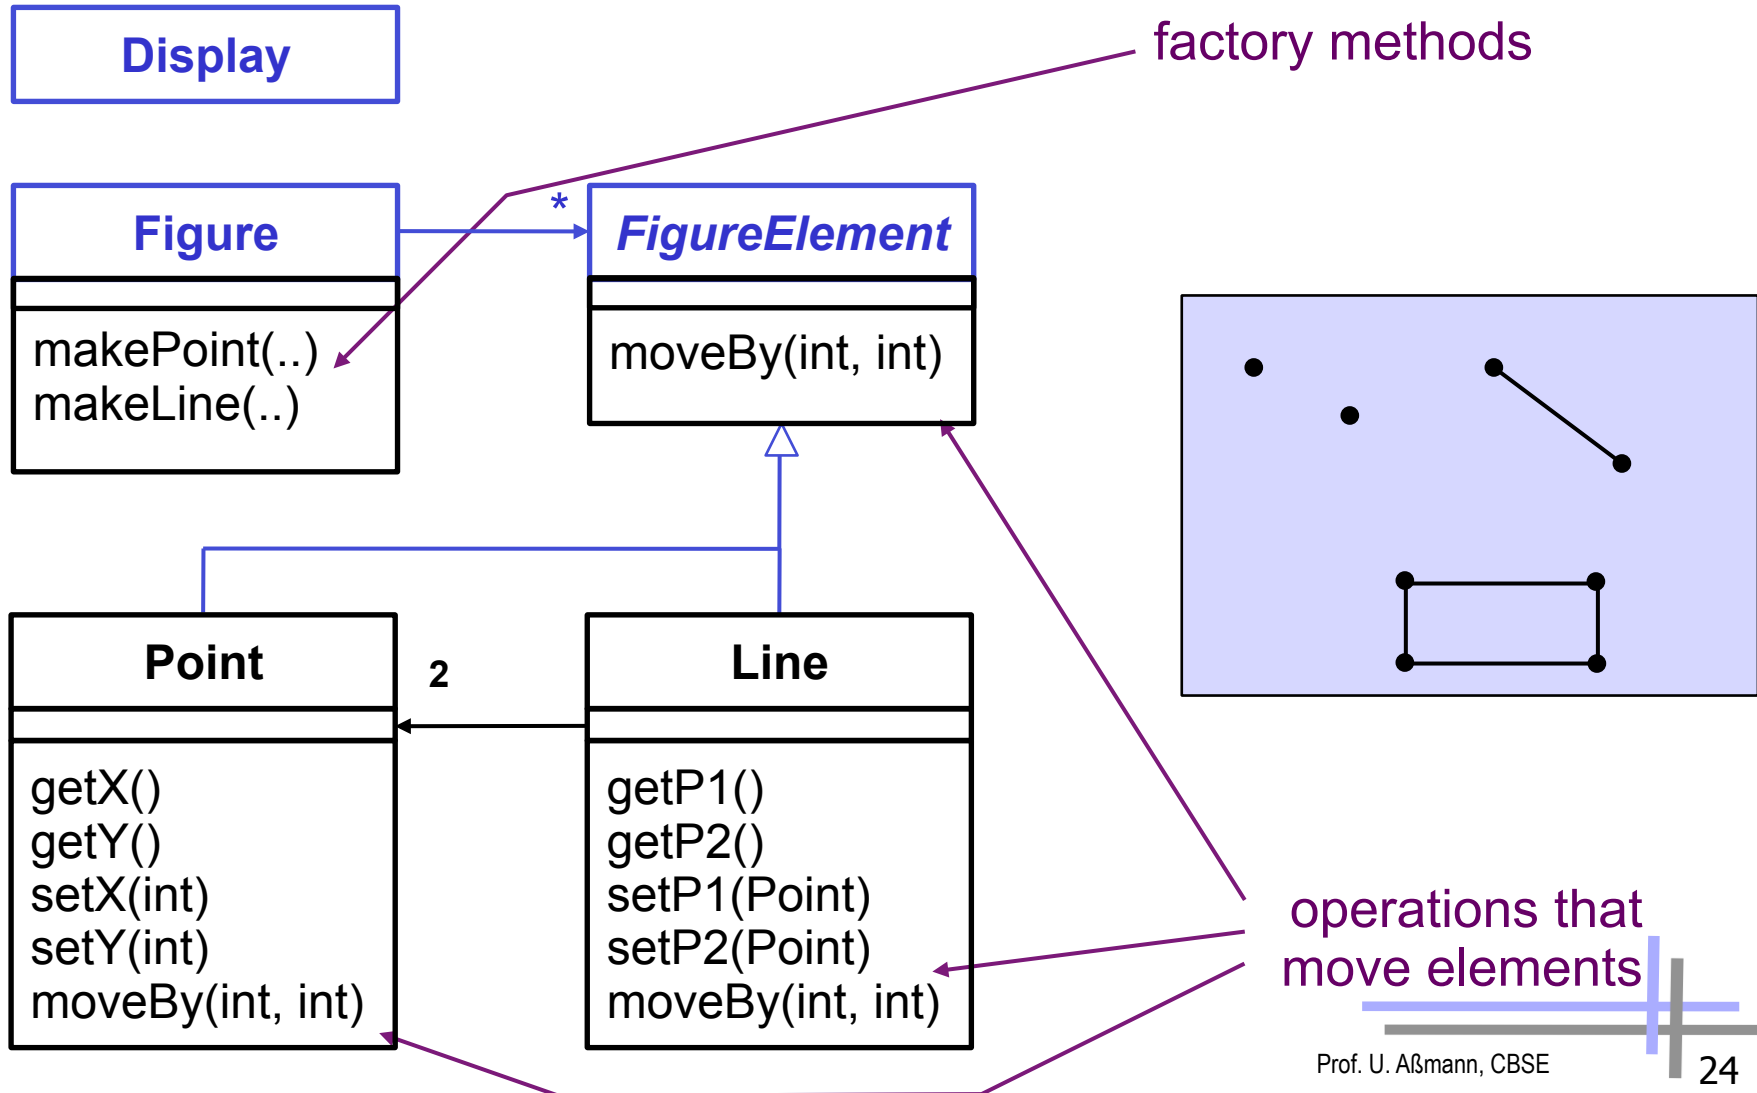 Display
factory methods
Figure
*
FigureElement
makePoint(..)
makeLine(..)
moveBy(int, int)
Point
2
Line
getX()
getY()
setX(int)
setY(int)
moveBy(int, int)
getP1()
getP2()
setP1(Point)
setP2(Point)
moveBy(int, int)
operations that
move elements
Prof. U. Aßmann, CBSE
24